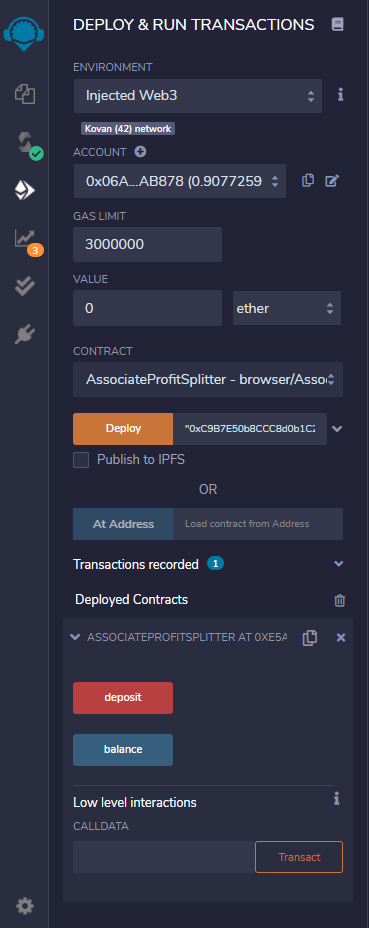 DEPLOY & RUN TRANSACTIONS
ENVIRONMENT
Injected Web3
Kovan (42) network
ACCOUNT
0x06A...AB878 (0.9077259
GAS LIMIT
3000000
VALUE
0 ether
CONTRACT
AssociateProfitSplitter - browser/Asso
Deploy "0xC9B7E50b8CCC8d0b1C2
Publish to IPFS
OR
At Address Load contract from Address
3
Transactions recorded 1
Deployed Contracts
ASSOCIATEPROFITSPLITTER AT 0XE5A
deposit
balance
Low level interactions
CALLDATA
Transact